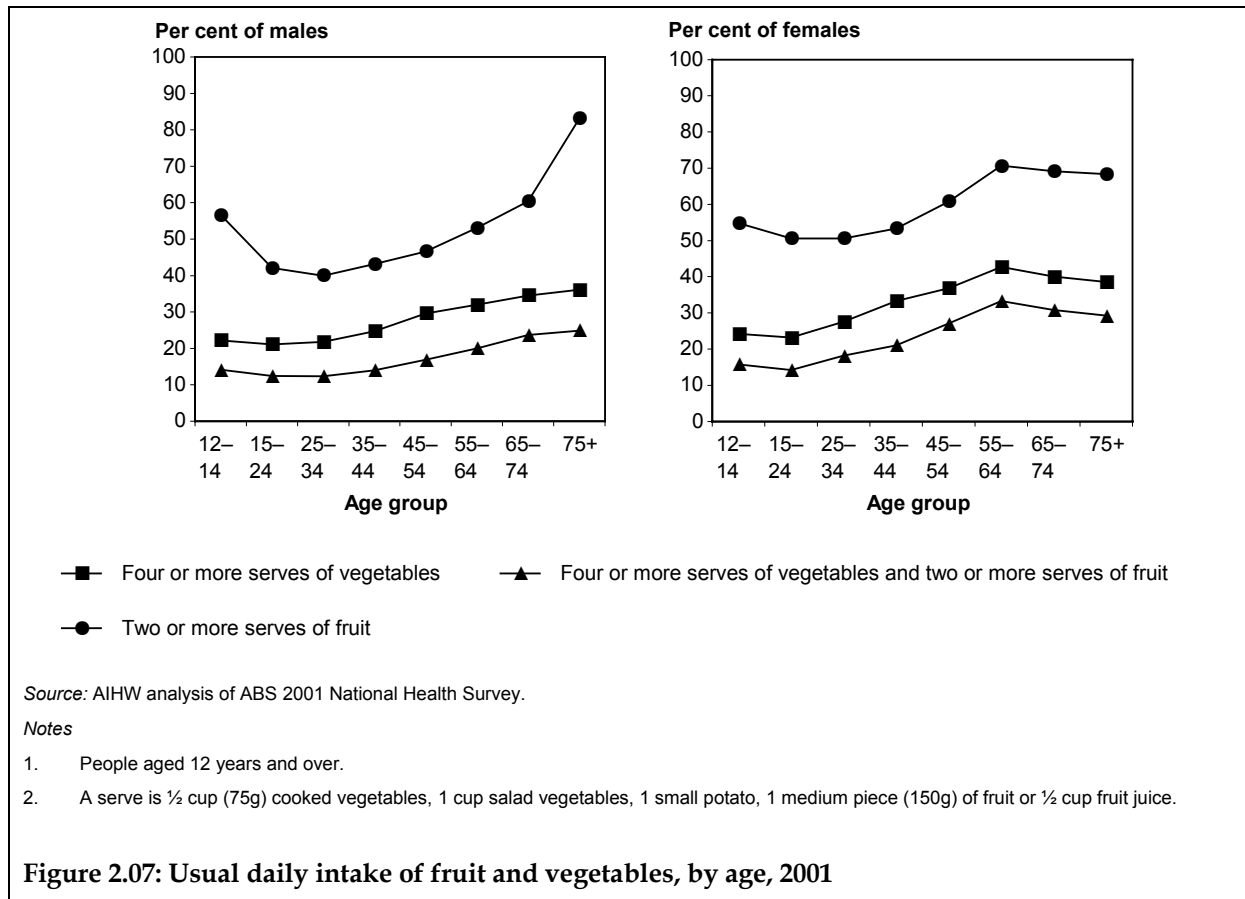 Per cent of males
100
90
80
70
60
50
40
30
20
10
0
12– 15– 25– 35– 45– 55– 65– 75+
14 24 34 44 54 64 74
Age group
Per cent of females
100
90
80
70
60
50
40
30
20
10
0
12– 15– 25– 35– 45– 55– 65– 75+
14 24 34 44 54 64 74
Age group
Four or more serves of vegetables
Four or more serves of vegetables and two or more serves of fruit
Two or more serves of fruit
Source: AIHW analysis of ABS 2001 National Health Survey.
Notes
1. People aged 12 years and over.
2. A serve is ½ cup (75g) cooked vegetables, 1 cup salad vegetables, 1 small potato, 1 medium piece (150g) of fruit or ½ cup fruit juice.
Figure 2.07: Usual daily intake of fruit and vegetables, by age, 2001